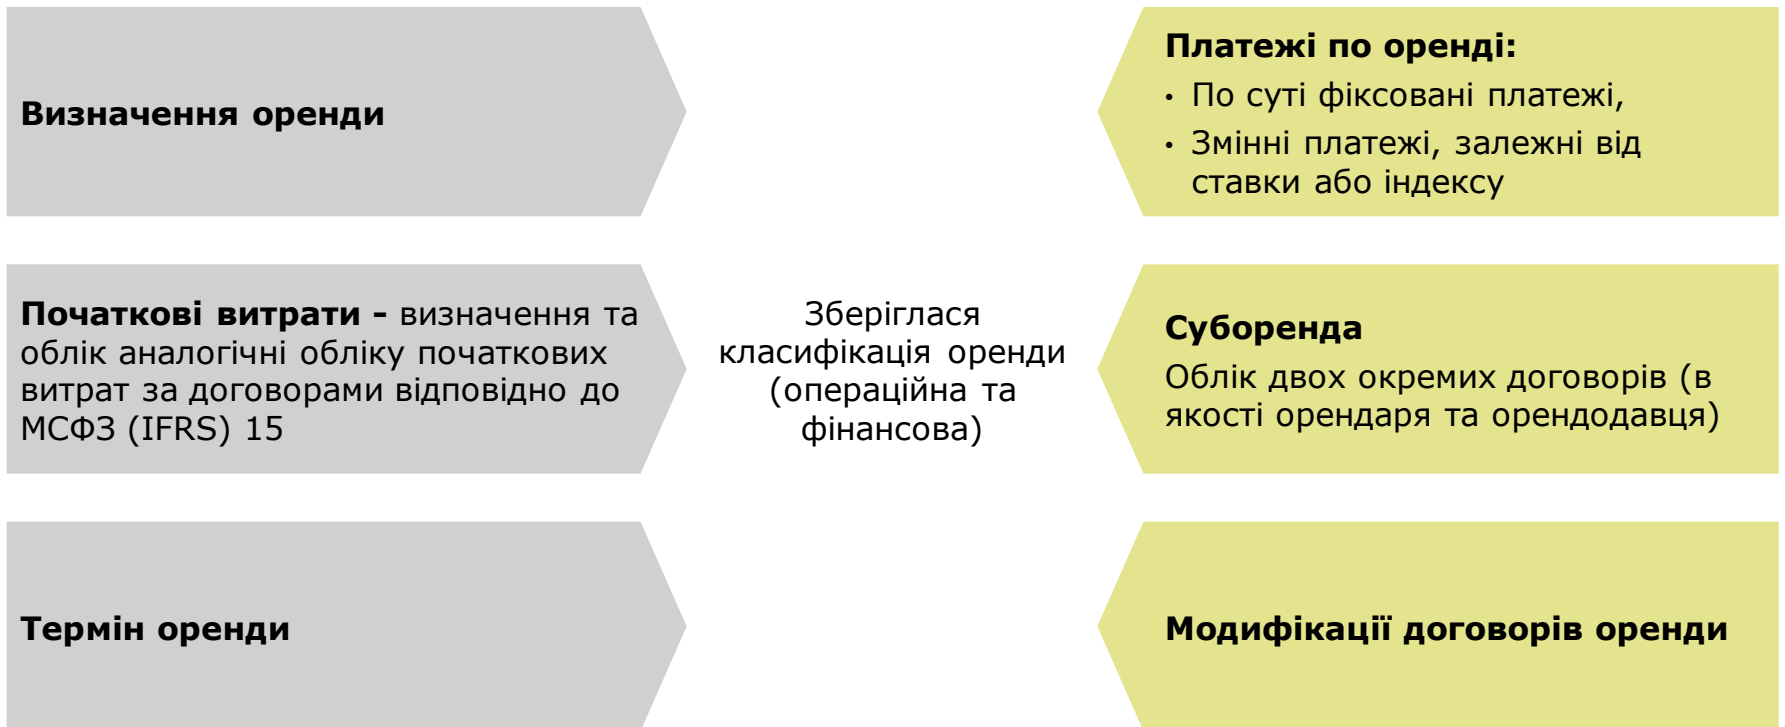 Визначення оренди
Платежі по оренді:
• По суті фіксовані платежі,
• Змінні платежі, залежні від
ставки або індексу
Початкові витрати - визначення та
облік аналогічні обліку початкових
витрат за договорами відповідно до
МСФЗ (IFRS) 15
Зберіглася
класифікація оренди
(операційна та
фінансова)
Суборенда
Облік двох окремих договорів (в
якості орендаря та орендодавця)
Термін оренди
Модифікації договорів оренди